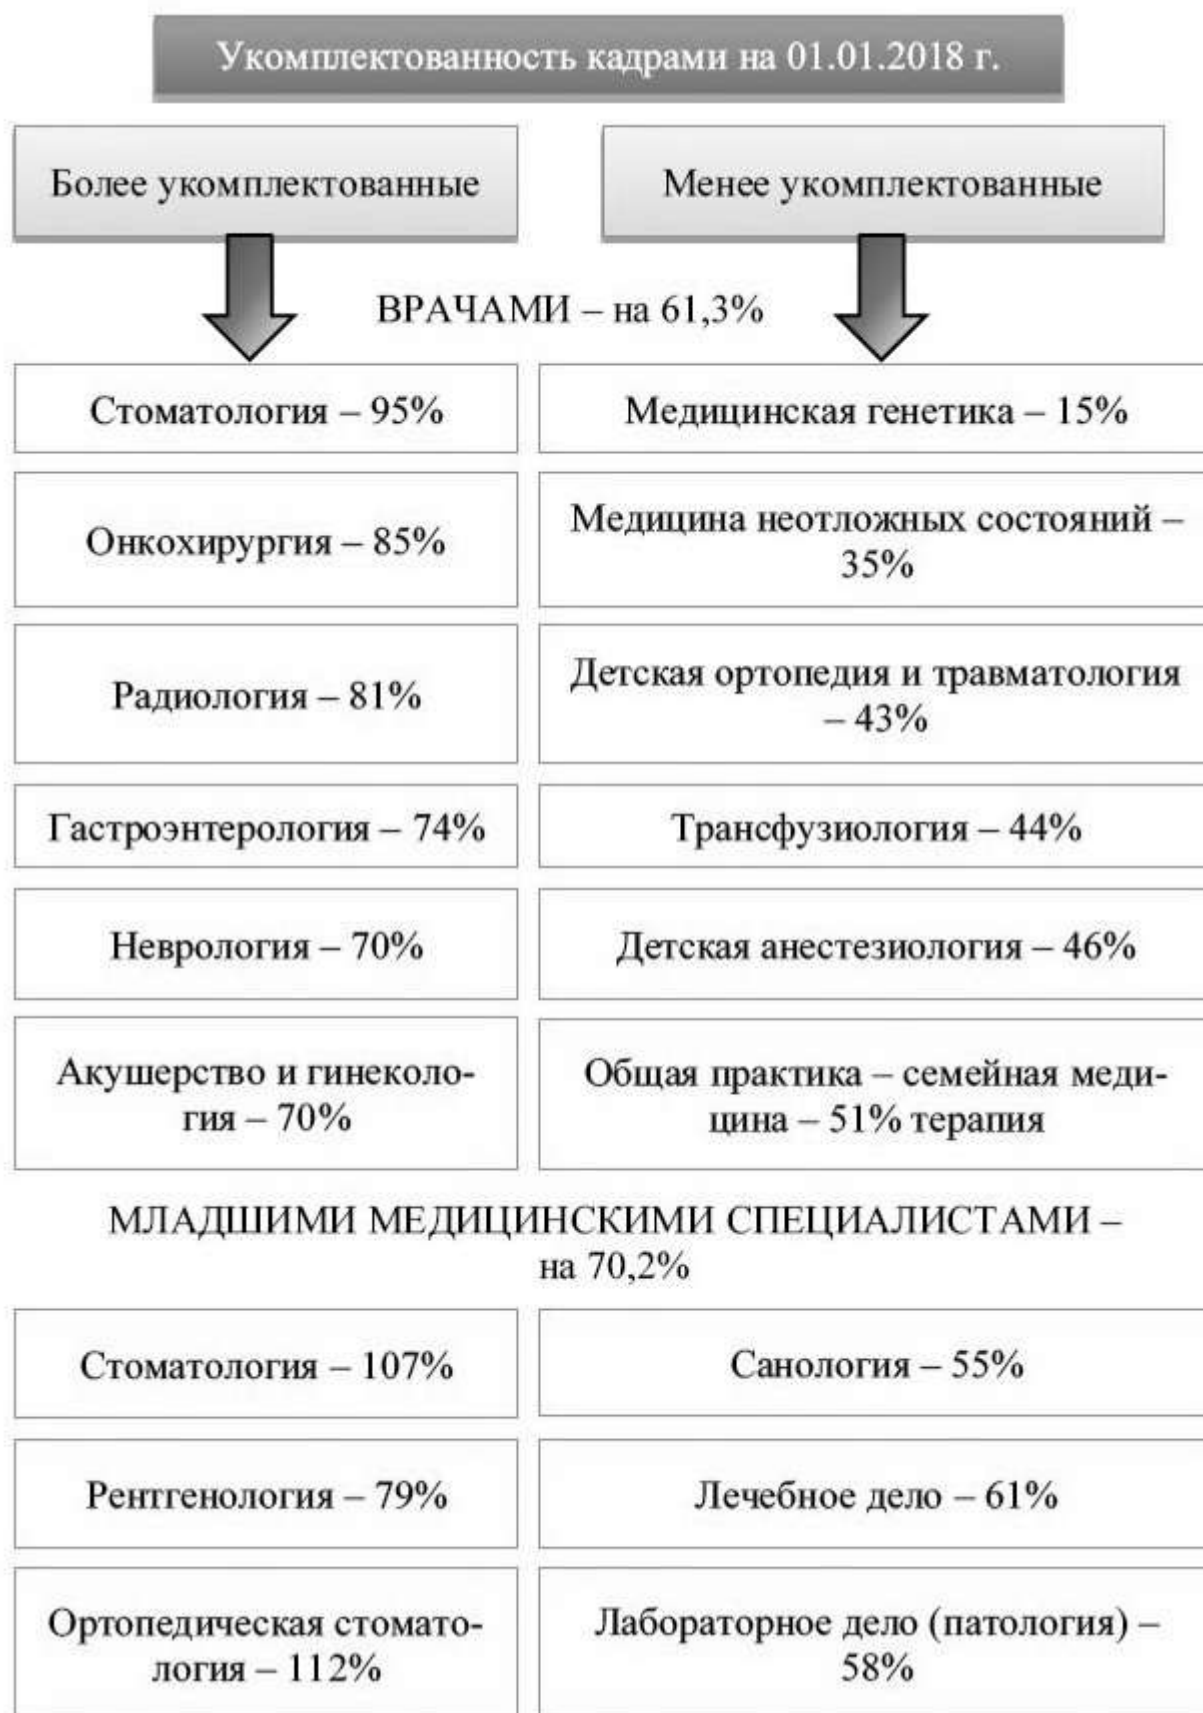 Укомплектованность кадрами на 01.01.2018 г.
Более укомплектованные
Менее укомплектованные
ВРАЧАМИ – на 61,3%
Стоматология – 95%
Медицинская генетика – 15%
Онкохирургия – 85%
Медицина неотложных состояний –
35%
Радиология – 81%
Детская ортопедия и травматология
– 43%
Гастроэнтерология – 74%
Трансфузиология – 44%
Неврология – 70%
Детская анестезиология – 46%
Акушерство и гинеколо-
гия – 70%
Общая практика – семейная меди-
цина – 51% терапия
МЛАДШИМИ МЕДИЦИНСКИМИ СПЕЦИАЛИСТАМИ –
на 70,2%
Стоматология – 107%
Санология – 55%
Рентгенология – 79%
Лечебное дело – 61%
Ортопедическая стомато-
логия – 112%
Лабораторное дело (патология) –
58%